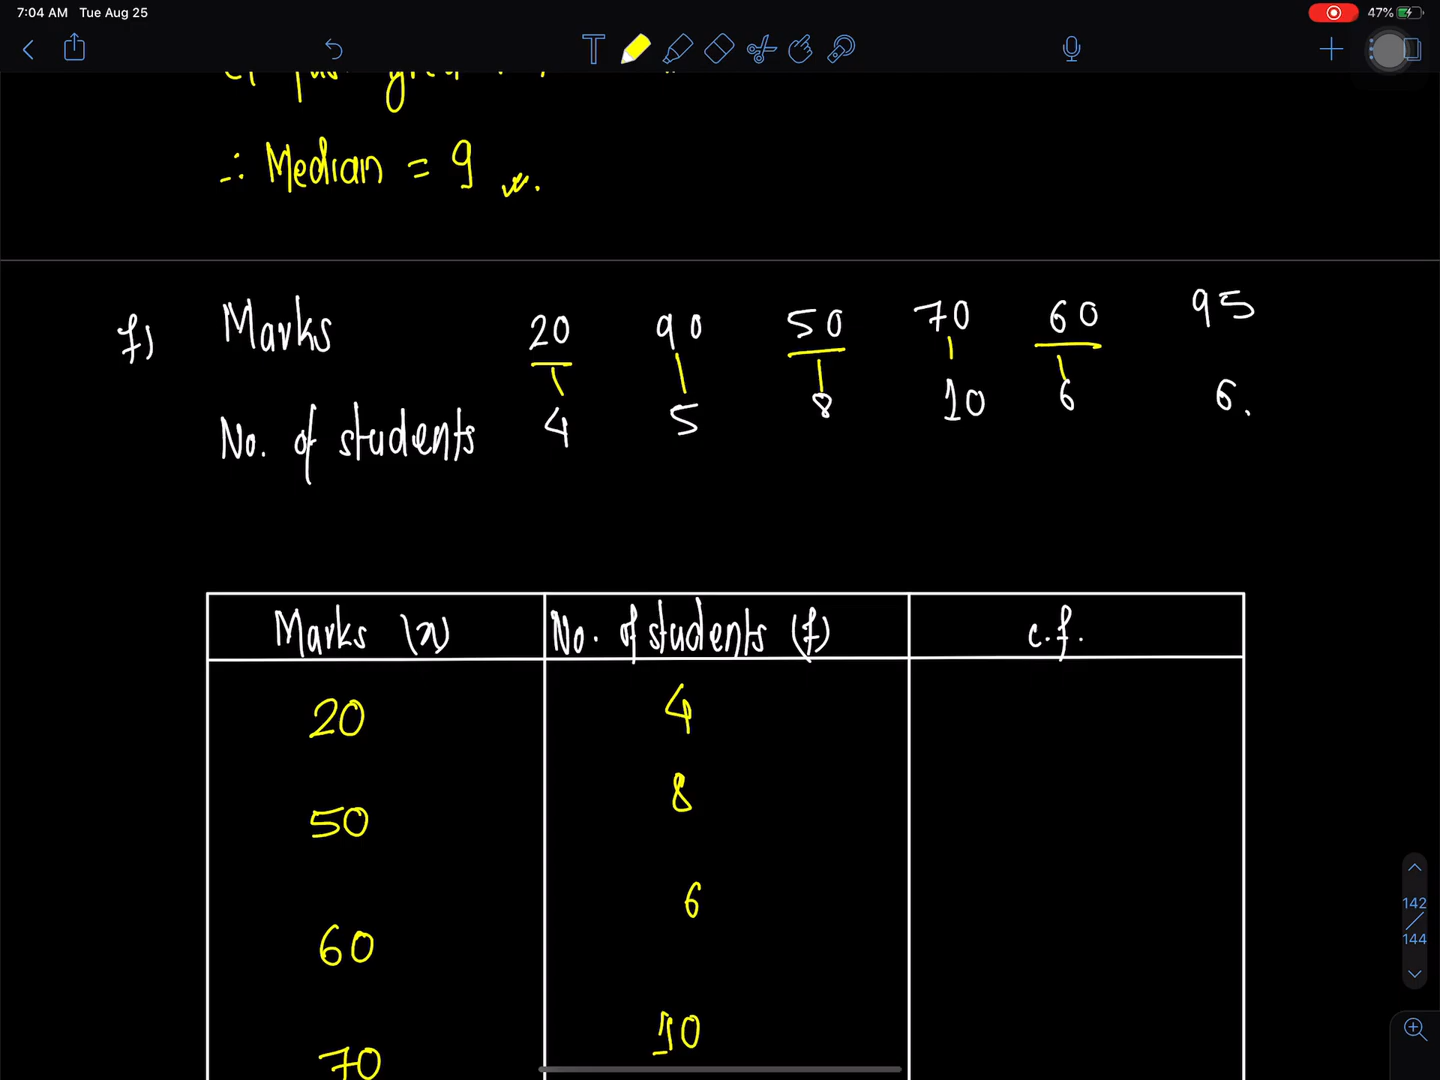 7:04 AM Tue Aug 25
47%
T
∴ Median = 9
f) Marks 20 90 50 70 60 95
No. of students 4 5 8 10 6 6.
Marks (x) No. of students (f) c.f.
20 4
50 8
60 6
70 10
142
144